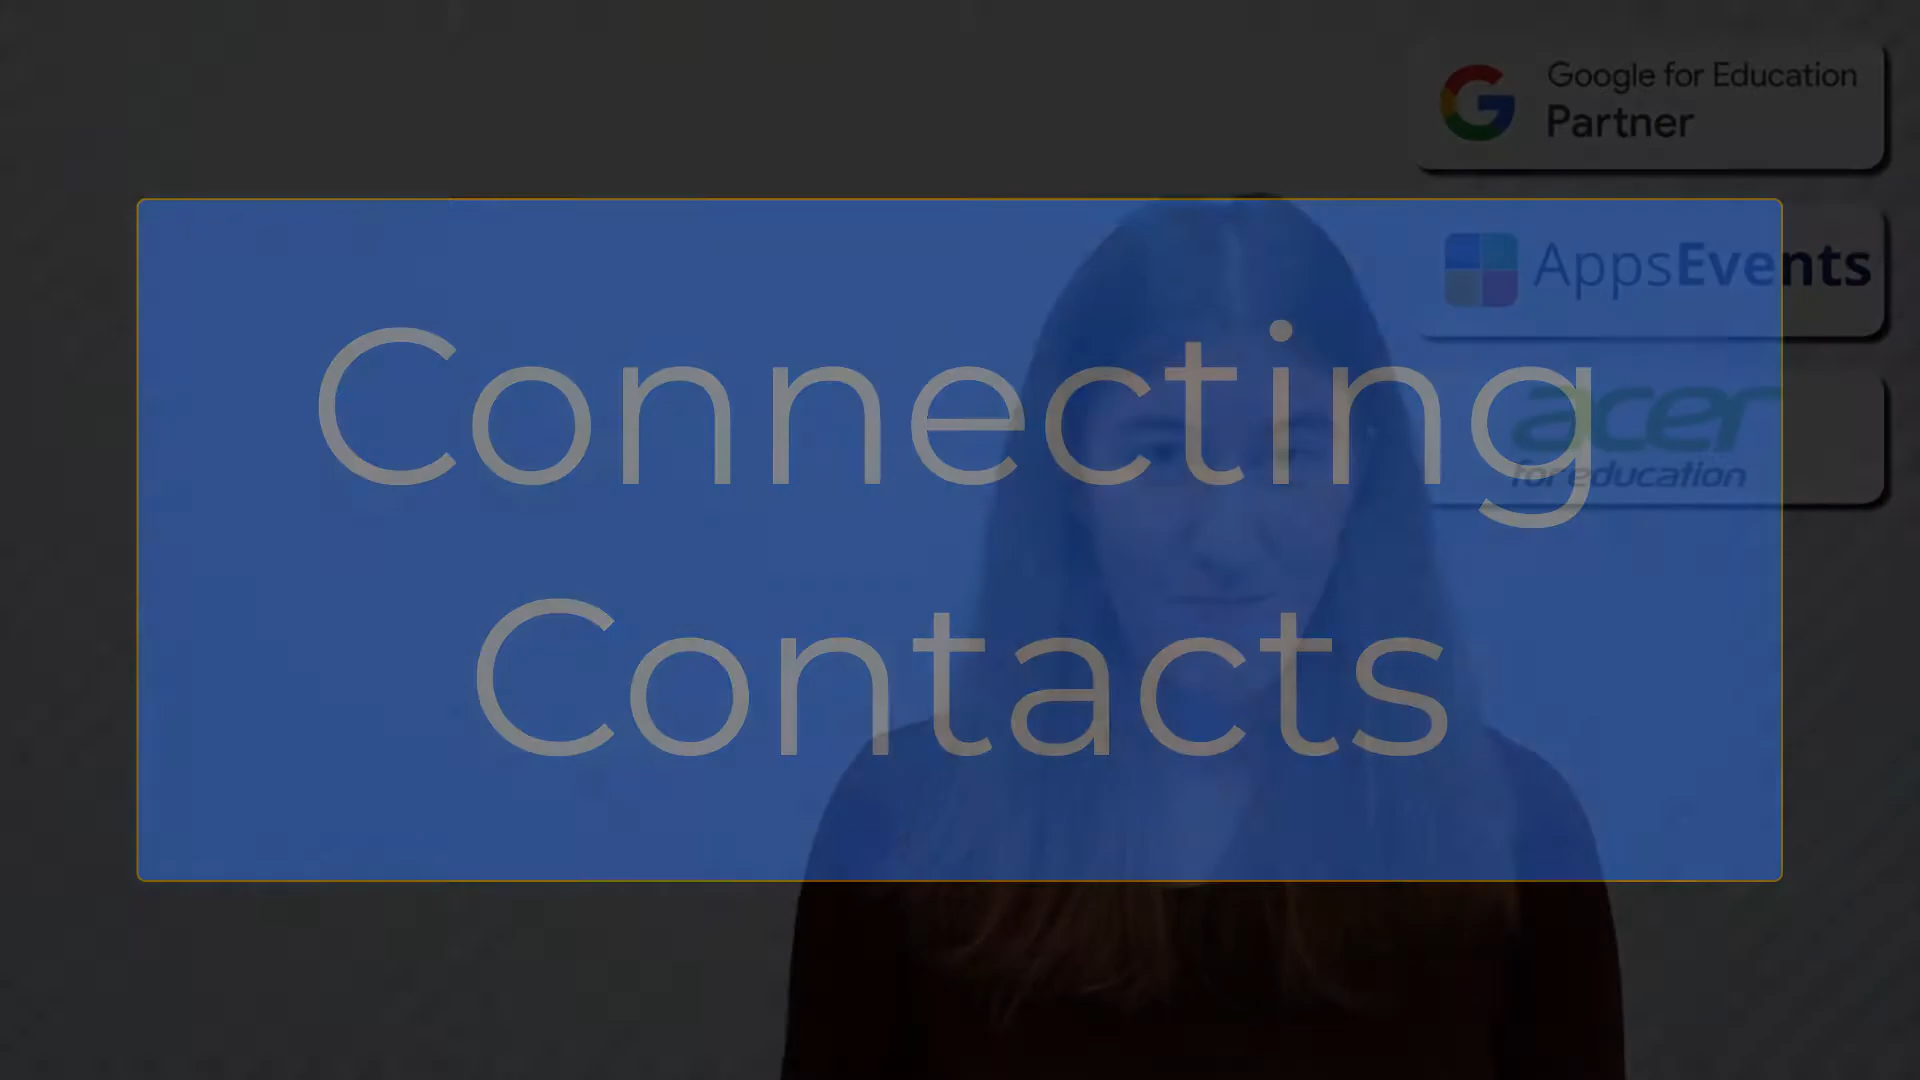 Google for Education
Partner
AppsEvents
Connecting
acer
for education
Contacts